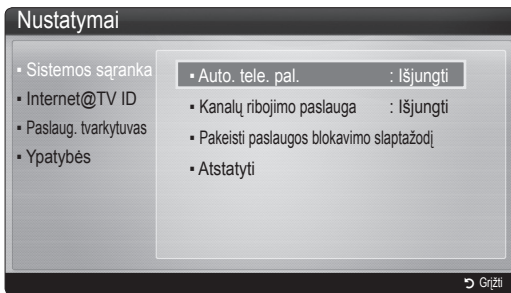 Nustatymai
▪ Sistemos sąranka
▪ Internet@TV ID
▪ Paslaug. tvarkytuvas
▪ Ypatybės
▪ Auto. tele. pal. : Išjungti
▪ Kanalų ribojimo paslauga : Išjungti
▪ Pakeisti paslaugos blokavimo slaptažodį
▪ Atstatyti
Grįžti